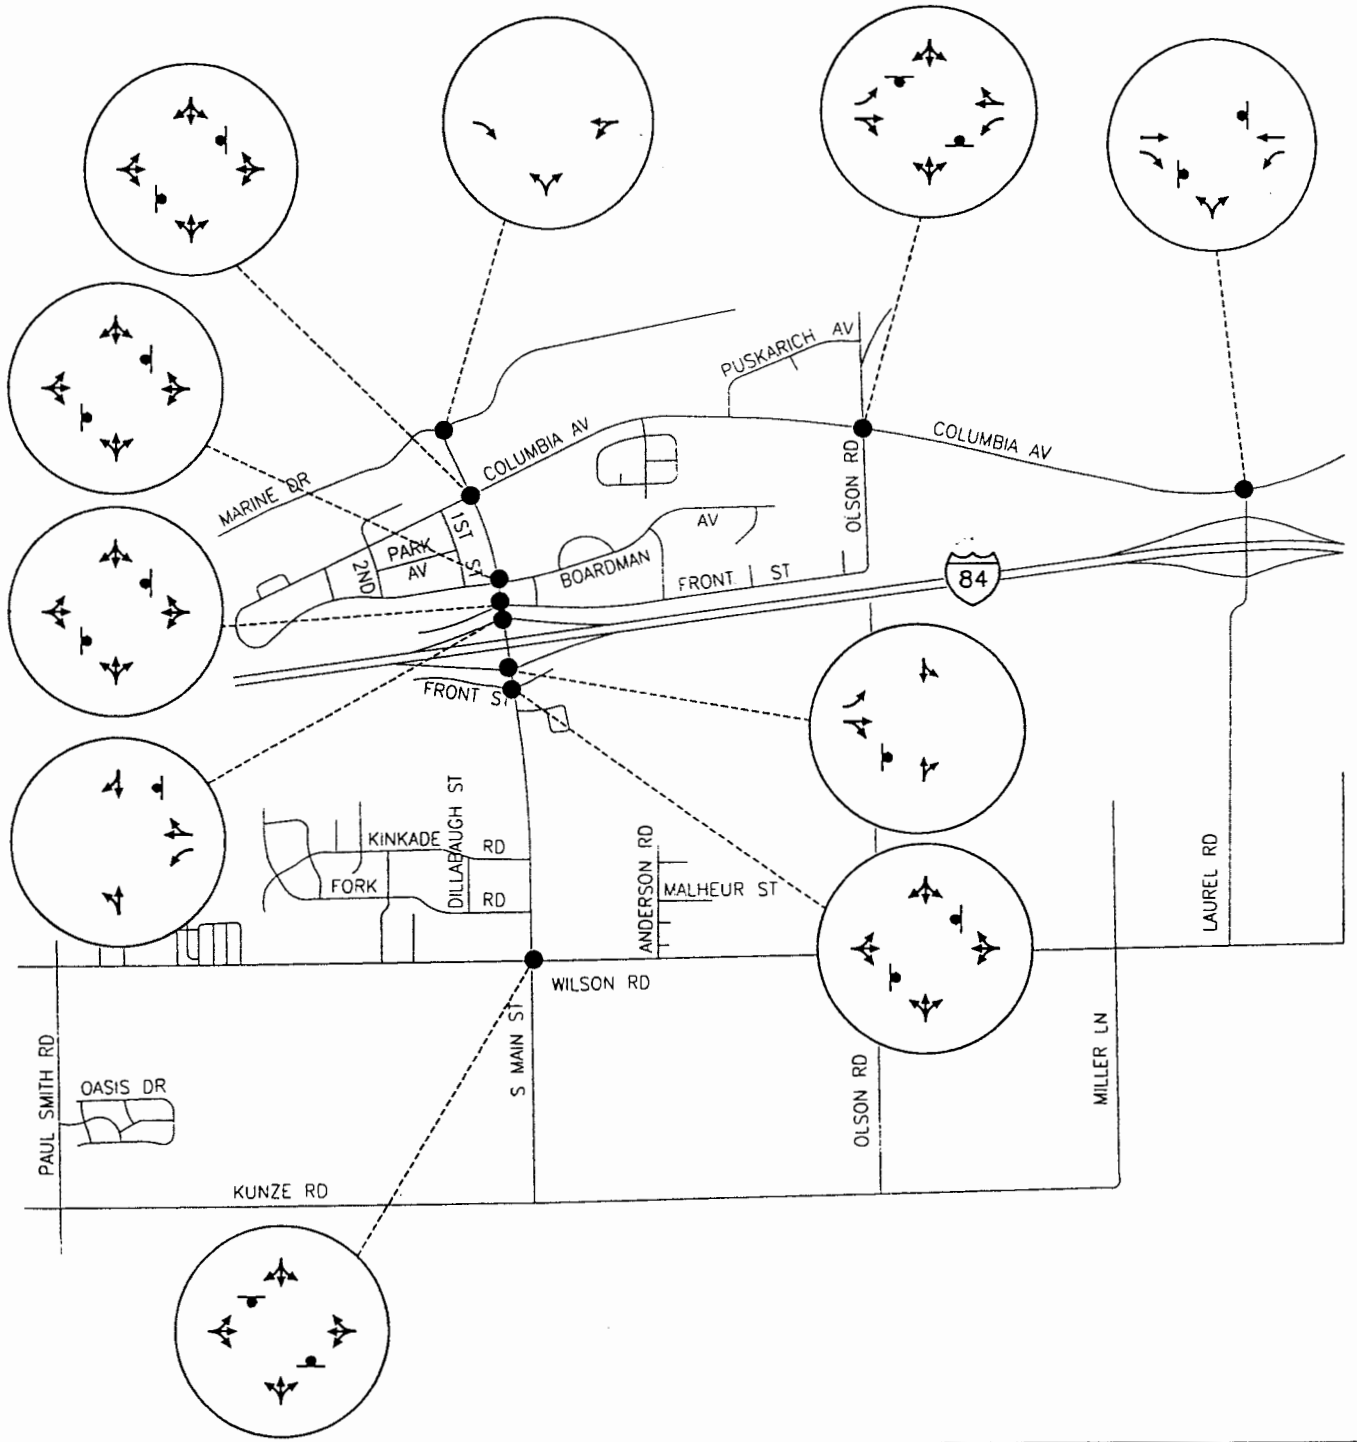 PUSKARICH AV
COLUMBIA AV
COLUMBIA AV
MARINE DR
OLSON RD
1ST ST
PARK AV
2ND
AV
BOARDMAN
FRONT ST
84
FRONT ST
DILLABAUGH ST
KINKADE RD
FORK RD
ANDERSON RD
MALHEUR ST
LAUREL RD
WILSON RD
S MAIN ST
PAUL SMITH RD
OASIS DR
OLSON RD
MILLER LN
KUNZE RD